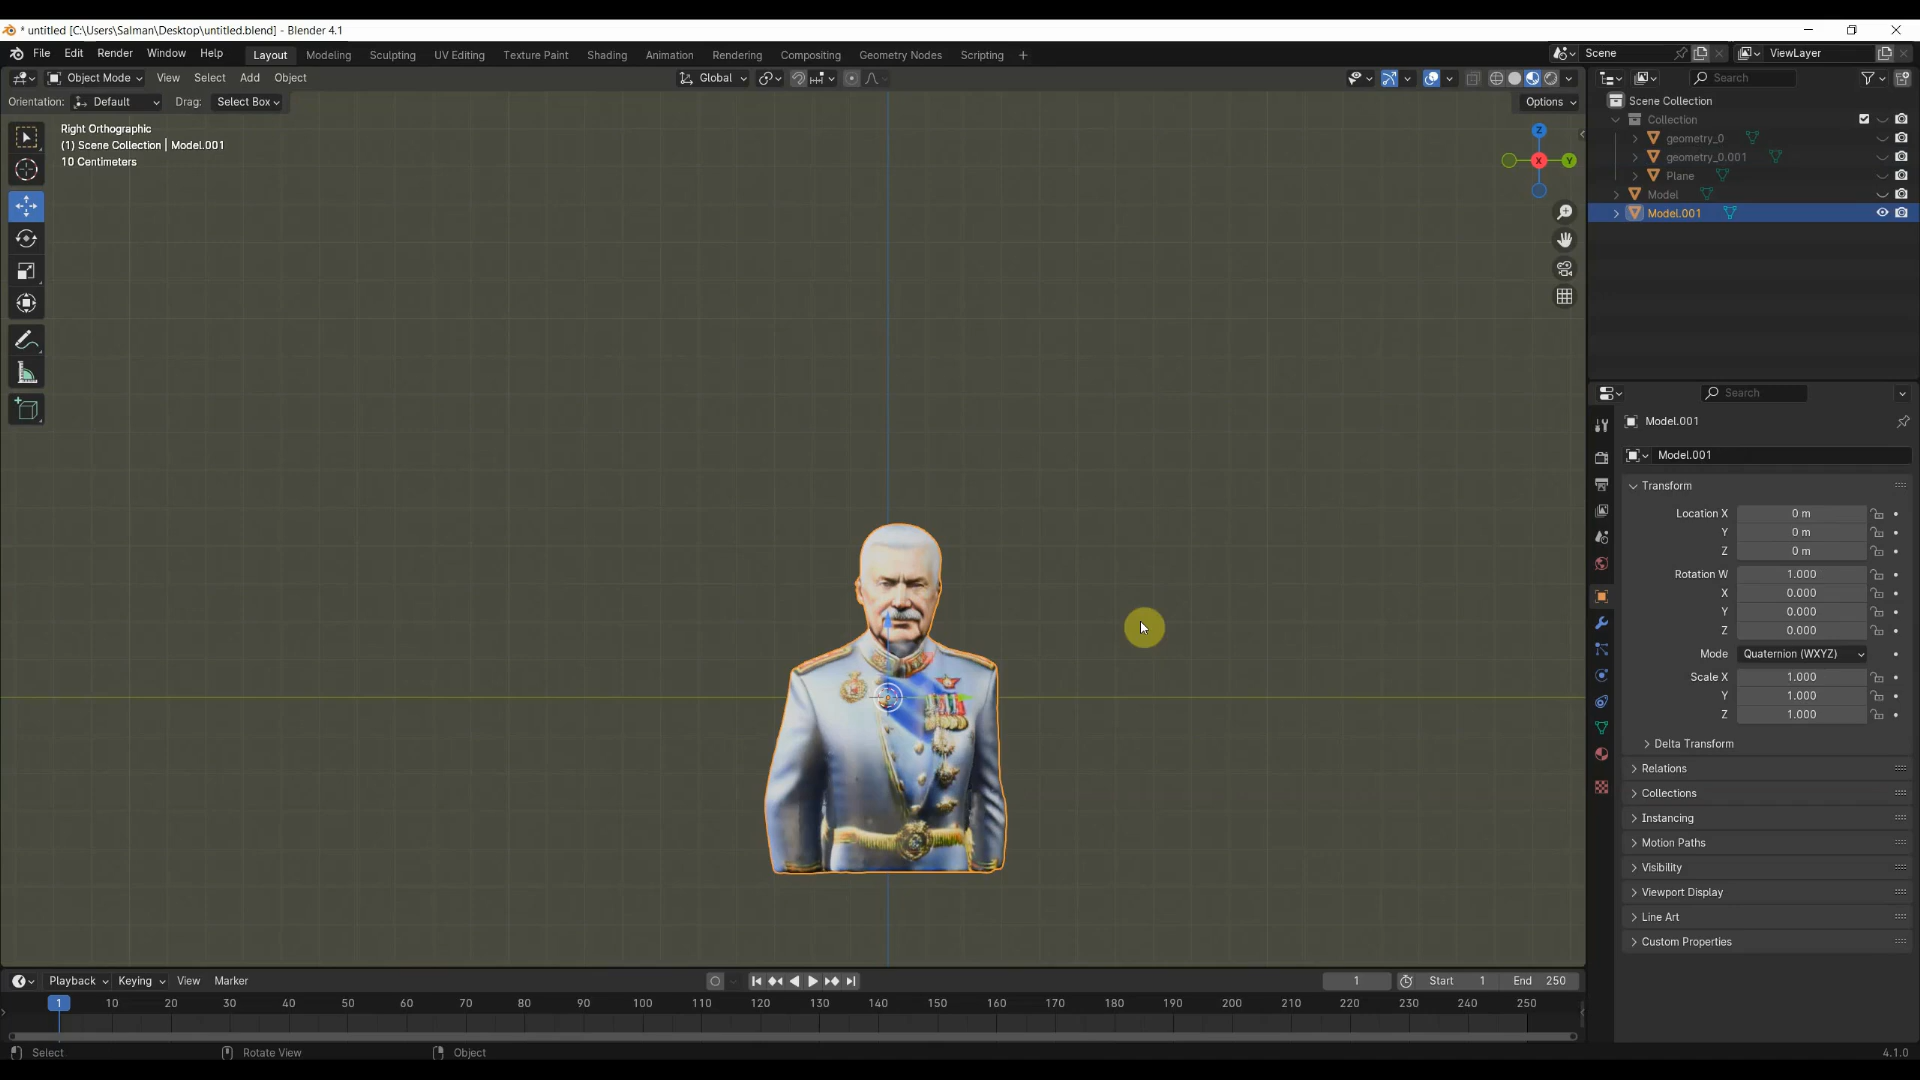 * untitled [C:\Users\Salman\Desktop\untitled.blend] - Blender 4.1
File Edit Render Window Help Layout Modeling Sculpting UV Editing Texture Paint Shading Animation Rendering Compositing Geometry Nodes Scripting + Scene ViewLayer
Object Mode View Select Add Object Global Search
Orientation: Default Drag: Select Box Options
Right Orthographic
(1) Scene Collection | Model.001
10 Centimeters
Z
X
Y
Scene Collection
Collection
geometry_0
geometry_0.001
Plane
Model
Model.001
Search
Model.001
Model.001
Transform
Location X 0 m
Y 0 m
Z 0 m
Rotation W 1.000
X 0.000
Y 0.000
Z 0.000
Mode Quaternion (WXYZ)
Scale X 1.000
Y 1.000
Z 1.000
Delta Transform
Relations
Collections
Instancing
Motion Paths
Visibility
Viewport Display
Line Art
Custom Properties
Playback Keying View Marker 1 Start 1 End 250
1 10 20 30 40 50 60 70 80 90 100 110 120 130 140 150 160 170 180 190 200 210 220 230 240 250
Select Rotate View Object 4.1.0